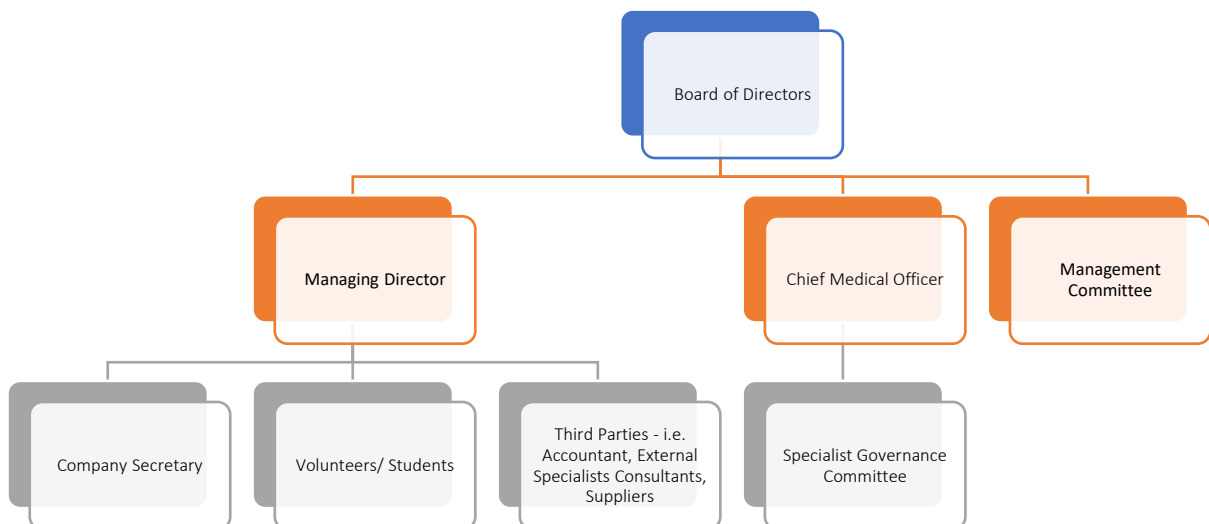 Board of Directors
Managing Director
Chief Medical Officer
Management
Committee
Company Secretary
Volunteers/ Students
Third Parties - i.e.
Accountant, External
Specialists Consultants,
Suppliers
Specialist Governance
Committee